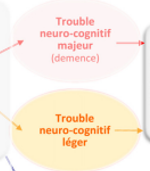 Trouble
neuro-cognitif
majeur
(demence)
Trouble
neuro-cognitif
léger